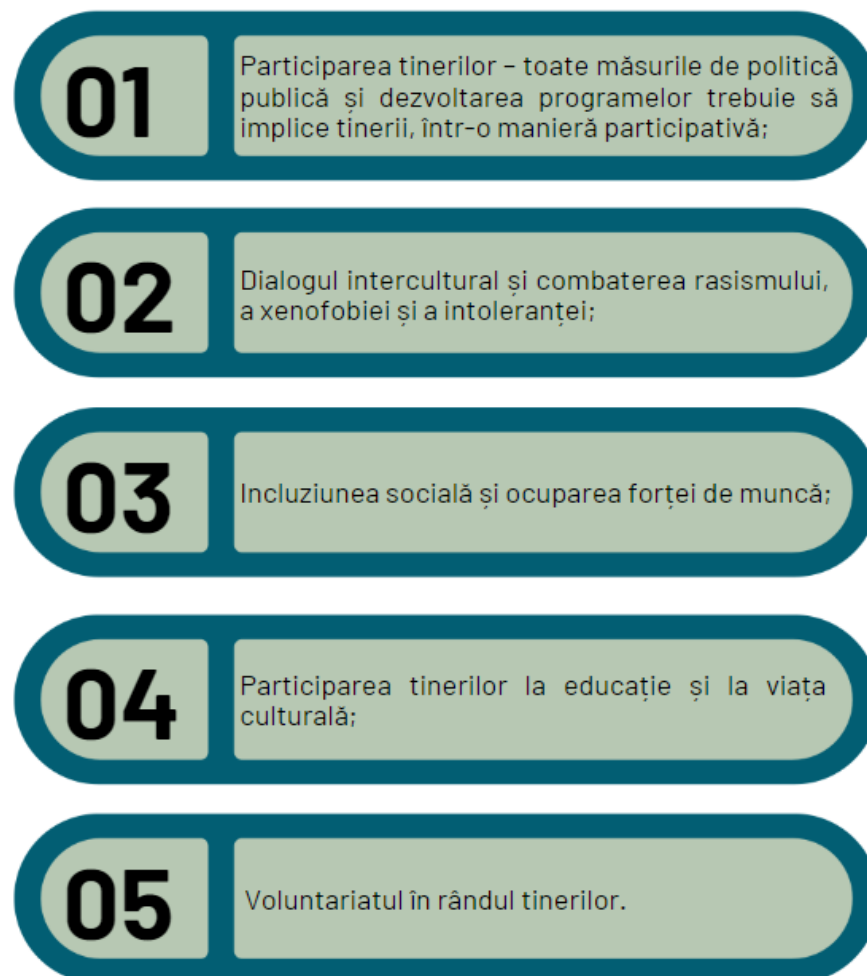 01
Participarea tinerilor – toate măsurile de politică
publică și dezvoltarea programelor trebuie să
implice tinerii, într-o manieră participativă;
02
Dialogul intercultural și combaterea rasismului,
a xenofobiei și a intoleranței;
03
Incluziunea socială și ocuparea forței de muncă;
04
Participarea tinerilor la educație și la viața
culturală;
05
Voluntariatul în rândul tinerilor.